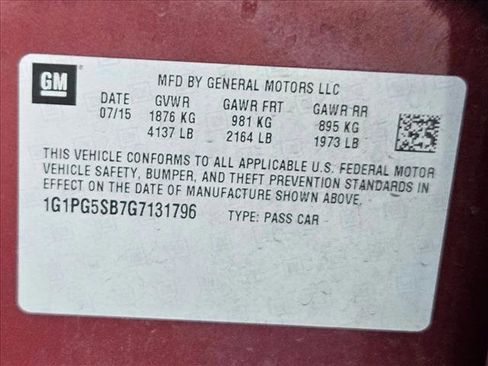 GM
MFD BY GENERAL MOTORS LLC
DATE GVWR GAWR FRT GAWR RR
07/15 1876 KG 981 KG 895 KG
4137 LB 2164 LB 1973 LB
THIS VEHICLE CONFORMS TO ALL APPLICABLE U.S. FEDERAL MOTOR
VEHICLE SAFETY, BUMPER, AND THEFT PREVENTION STANDARDS IN
EFFECT ON THE DATE OF MANUFACTURE SHOWN ABOVE.
1G1PG5SB7G7131796 TYPE: PASS CAR